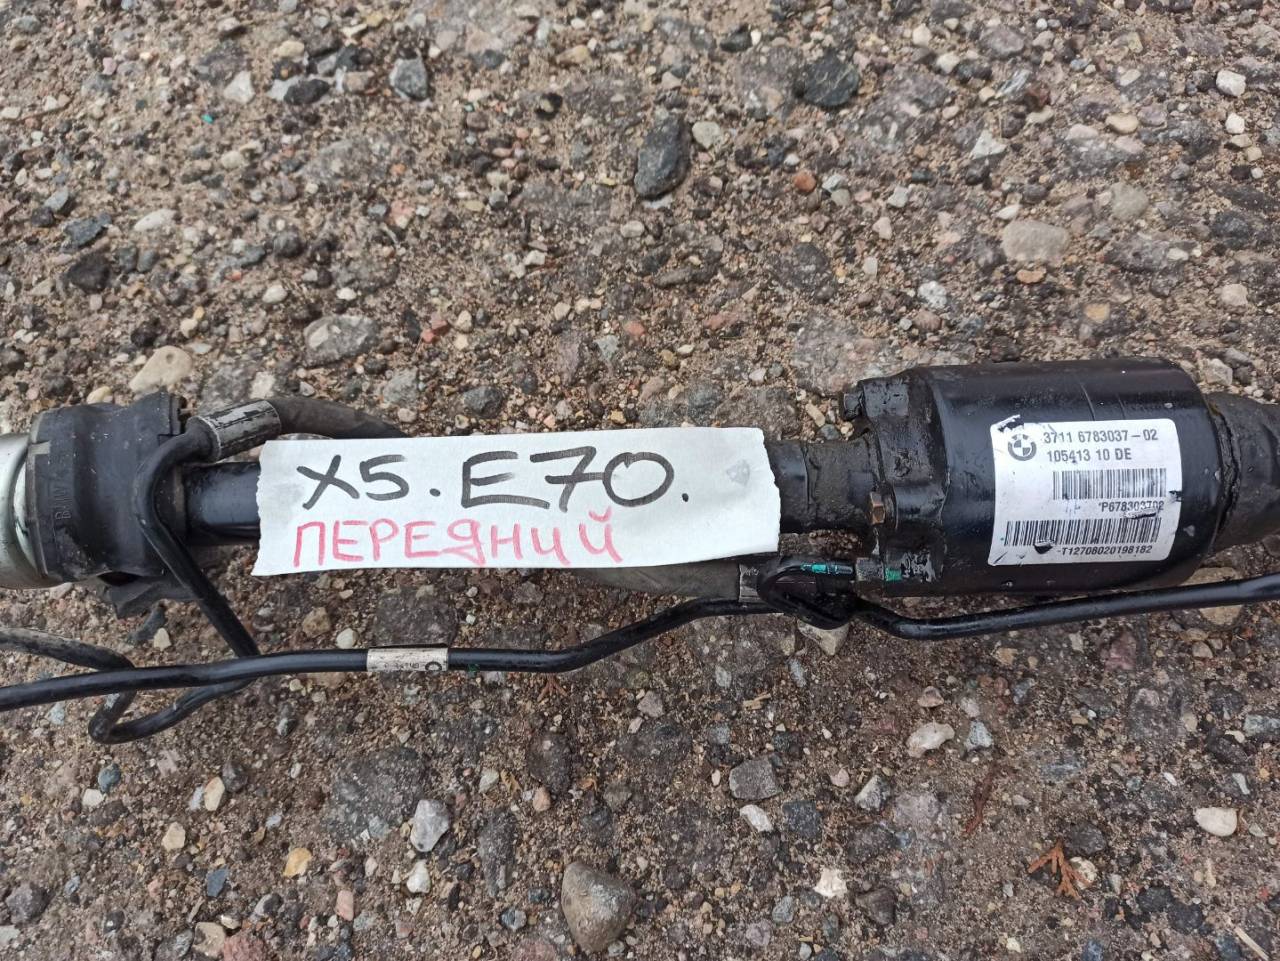 X5. E70.
ПЕРЕДНИЙ
3711 6783037-02
105413 10 DE
-T12708020198182